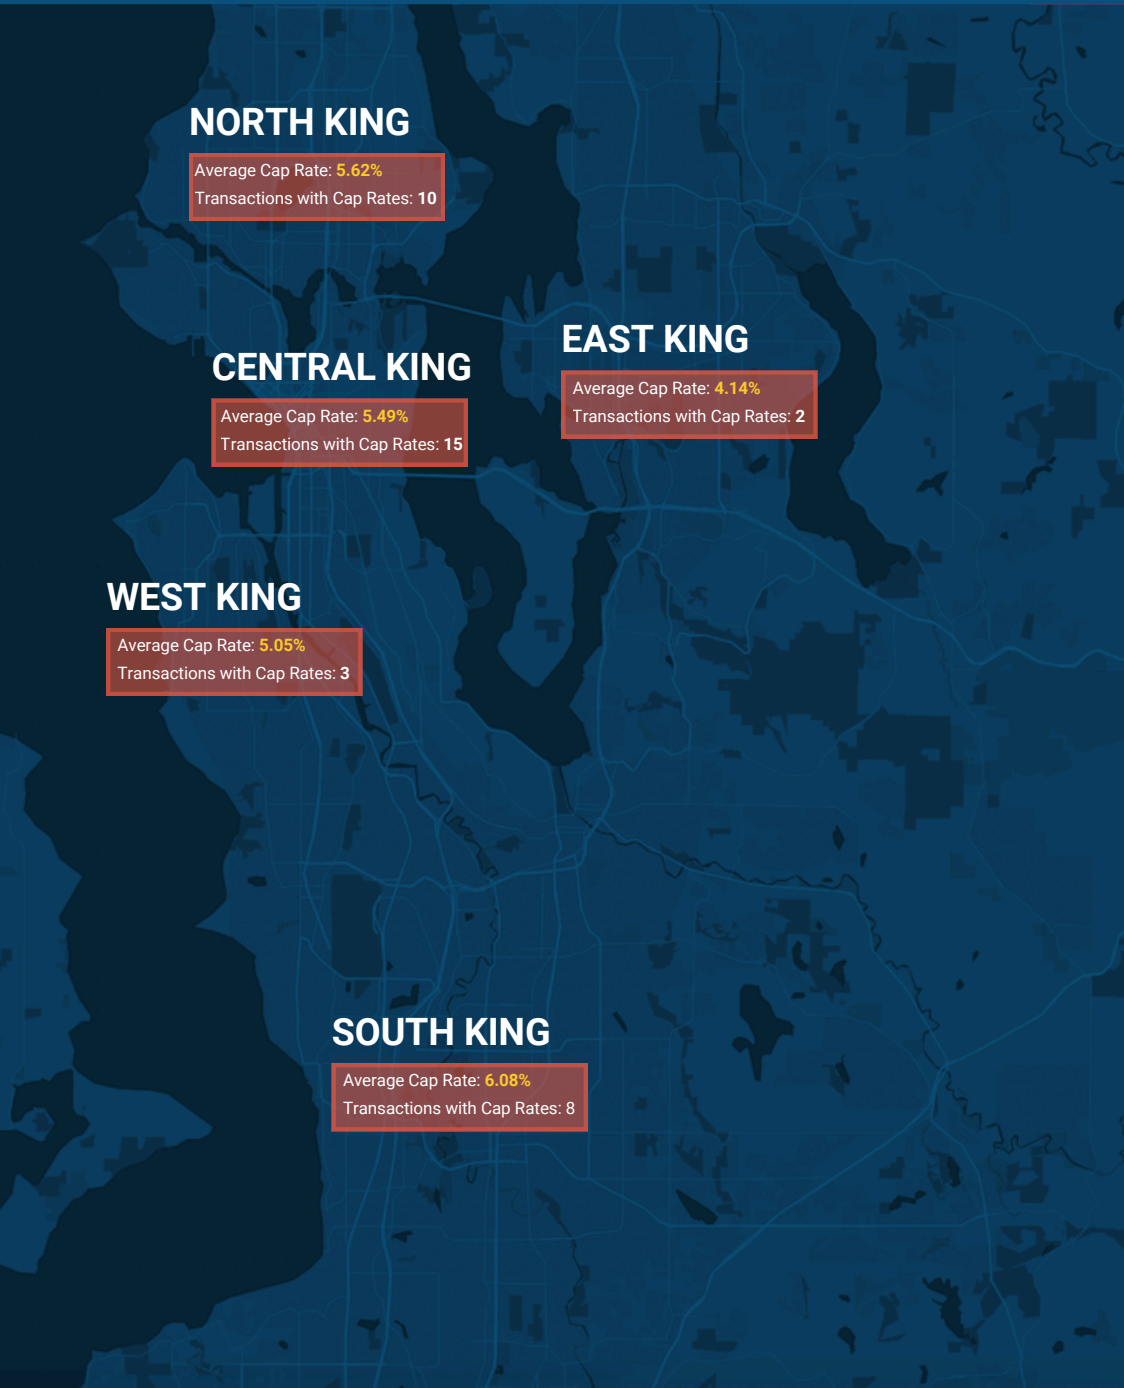 NORTH KING
Average Cap Rate: 5.62%
Transactions with Cap Rates: 10
EAST KING
Average Cap Rate: 4.14%
Transactions with Cap Rates: 2
CENTRAL KING
Average Cap Rate: 5.49%
Transactions with Cap Rates: 15
WEST KING
Average Cap Rate: 5.05%
Transactions with Cap Rates: 3
SOUTH KING
Average Cap Rate: 6.08%
Transactions with Cap Rates: 8